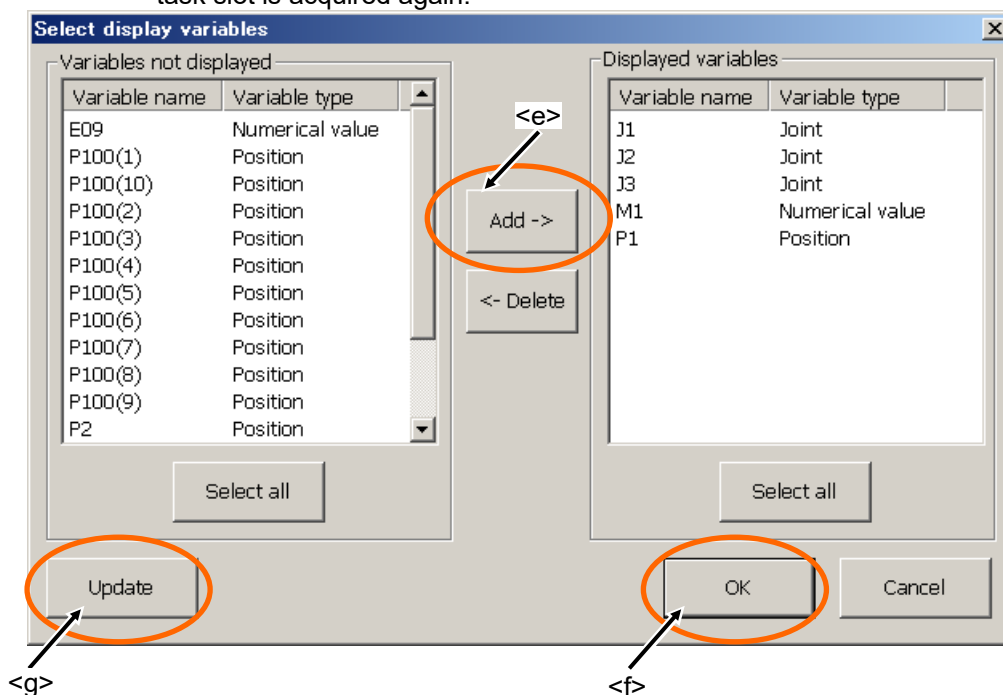 task slot is acquired again.
Select display variables
Variables not displayed
Variable name Variable type
E09 Numerical value
P100(1) Position
P100(10) Position
P100(2) Position
P100(3) Position
P100(4) Position
P100(5) Position
P100(6) Position
P100(7) Position
P100(8) Position
P100(9) Position
P2 Position
Select all
<e>
Add ->
<- Delete
Displayed variables
Variable name Variable type
J1 Joint
J2 Joint
J3 Joint
M1 Numerical value
P1 Position
Select all
Update
OK
Cancel
<g>
<f>